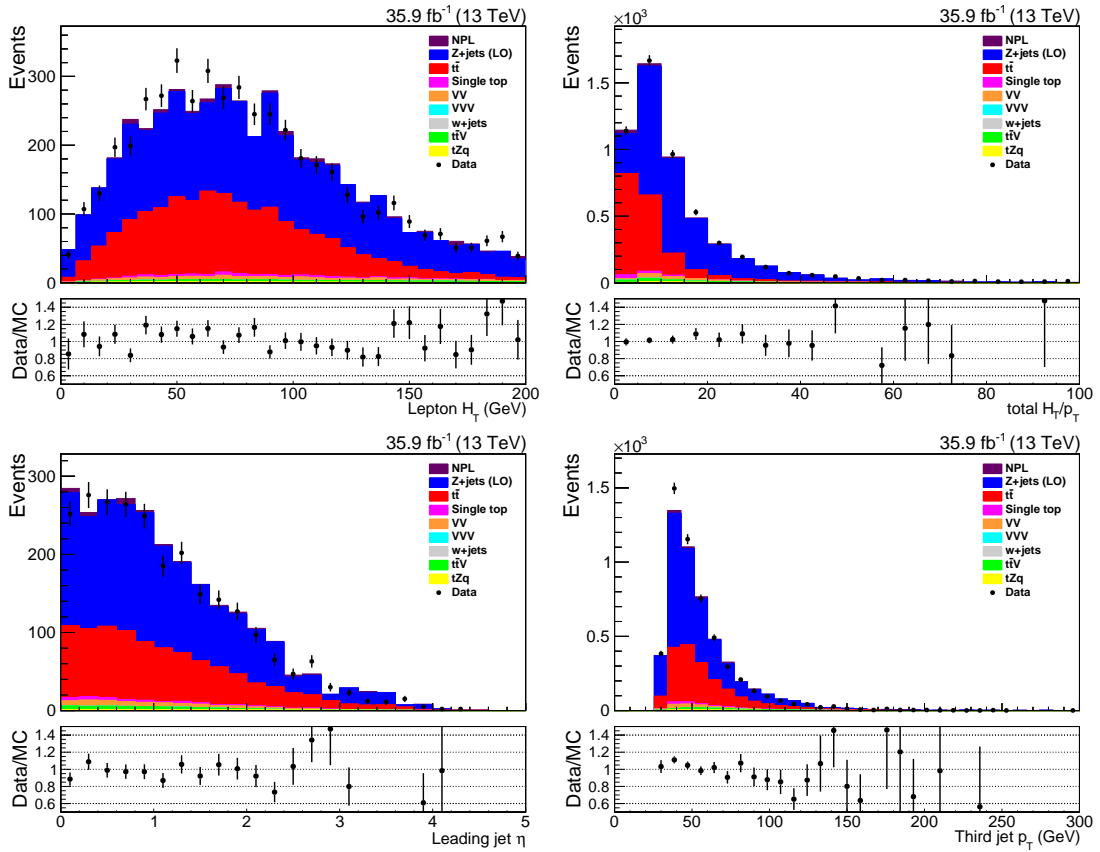 35.9 fb⁻¹ (13 TeV)
Events
300
200
100
0
NPL
Z+jets (LO)
tt̄
Single top
VV
VVV
w+jets
tt̄V
tZq
Data
Data/MC
1.4
1.2
1
0.8
0.6
0 50 100 150 200
Lepton H_T (GeV)
×10³ 35.9 fb⁻¹ (13 TeV)
Events
1.5
1
0.5
0
NPL
Z+jets (LO)
tt̄
Single top
VV
VVV
w+jets
tt̄V
tZq
Data
Data/MC
1.4
1.2
1
0.8
0.6
0 20 40 60 80 100
total H_T/p_T
35.9 fb⁻¹ (13 TeV)
Events
300
200
100
0
NPL
Z+jets (LO)
tt̄
Single top
VV
VVV
w+jets
tt̄V
tZq
Data
Data/MC
1.4
1.2
1
0.8
0.6
0 1 2 3 4 5
Leading jet η
×10³ 35.9 fb⁻¹ (13 TeV)
Events
1.5
1
0.5
0
NPL
Z+jets (LO)
tt̄
Single top
VV
VVV
w+jets
tt̄V
tZq
Data
Data/MC
1.4
1.2
1
0.8
0.6
0 50 100 150 200 250 300
Third jet p_T (GeV)